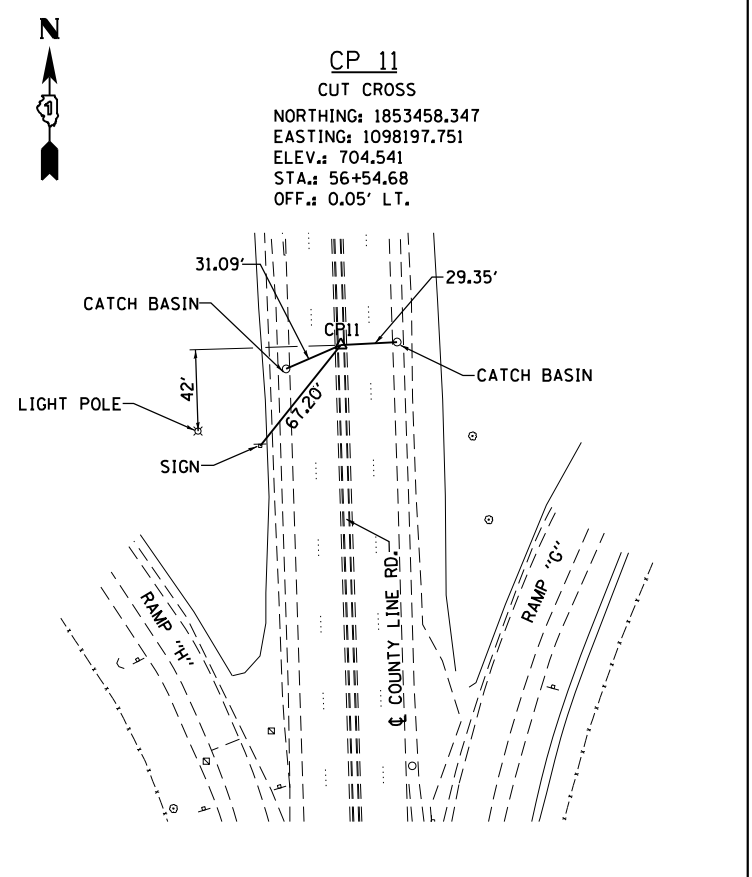 N
1
CP 11
CUT CROSS
NORTHING: 1853458.347
EASTING: 1098197.751
ELEV.: 704.541
STA.: 56+54.68
OFF.: 0.05' LT.
31.09'
29.35'
CATCH BASIN
CP11
CATCH BASIN
42'
67.20'
LIGHT POLE
SIGN
RAMP "H"
℄ COUNTY LINE RD.
RAMP "G"